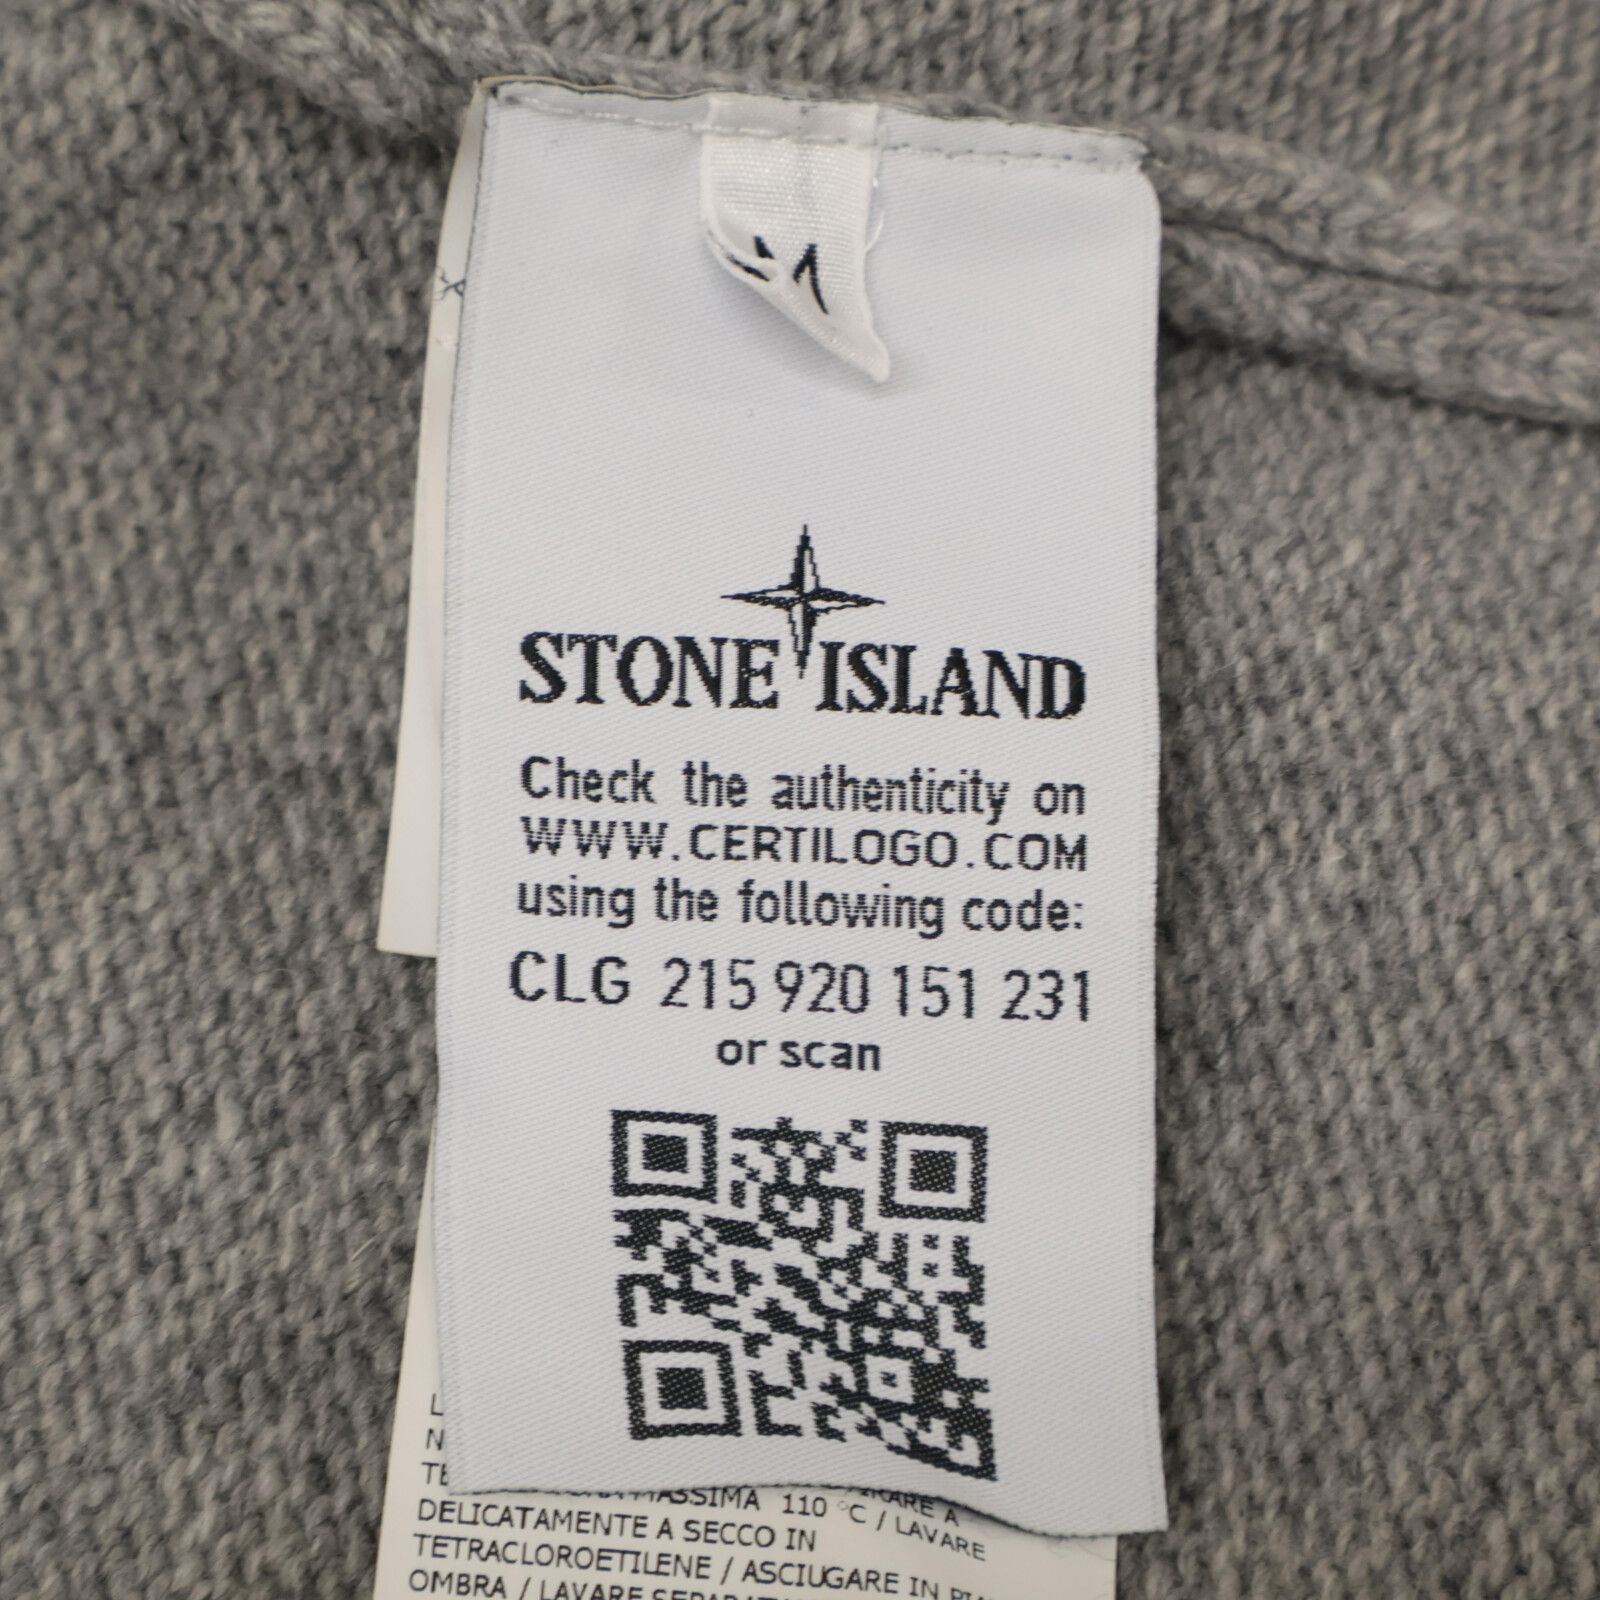 M
STONE ISLAND
Check the authenticity on
WWW.CERTILOGO.COM
using the following code:
CLG 215 920 151 231
or scan
MASSIMA 110 °C / LAVARE
DELICATAMENTE A SECCO IN
TETRACLOROETILENE / ASCIUGARE IN
OMBRA / LAVARE